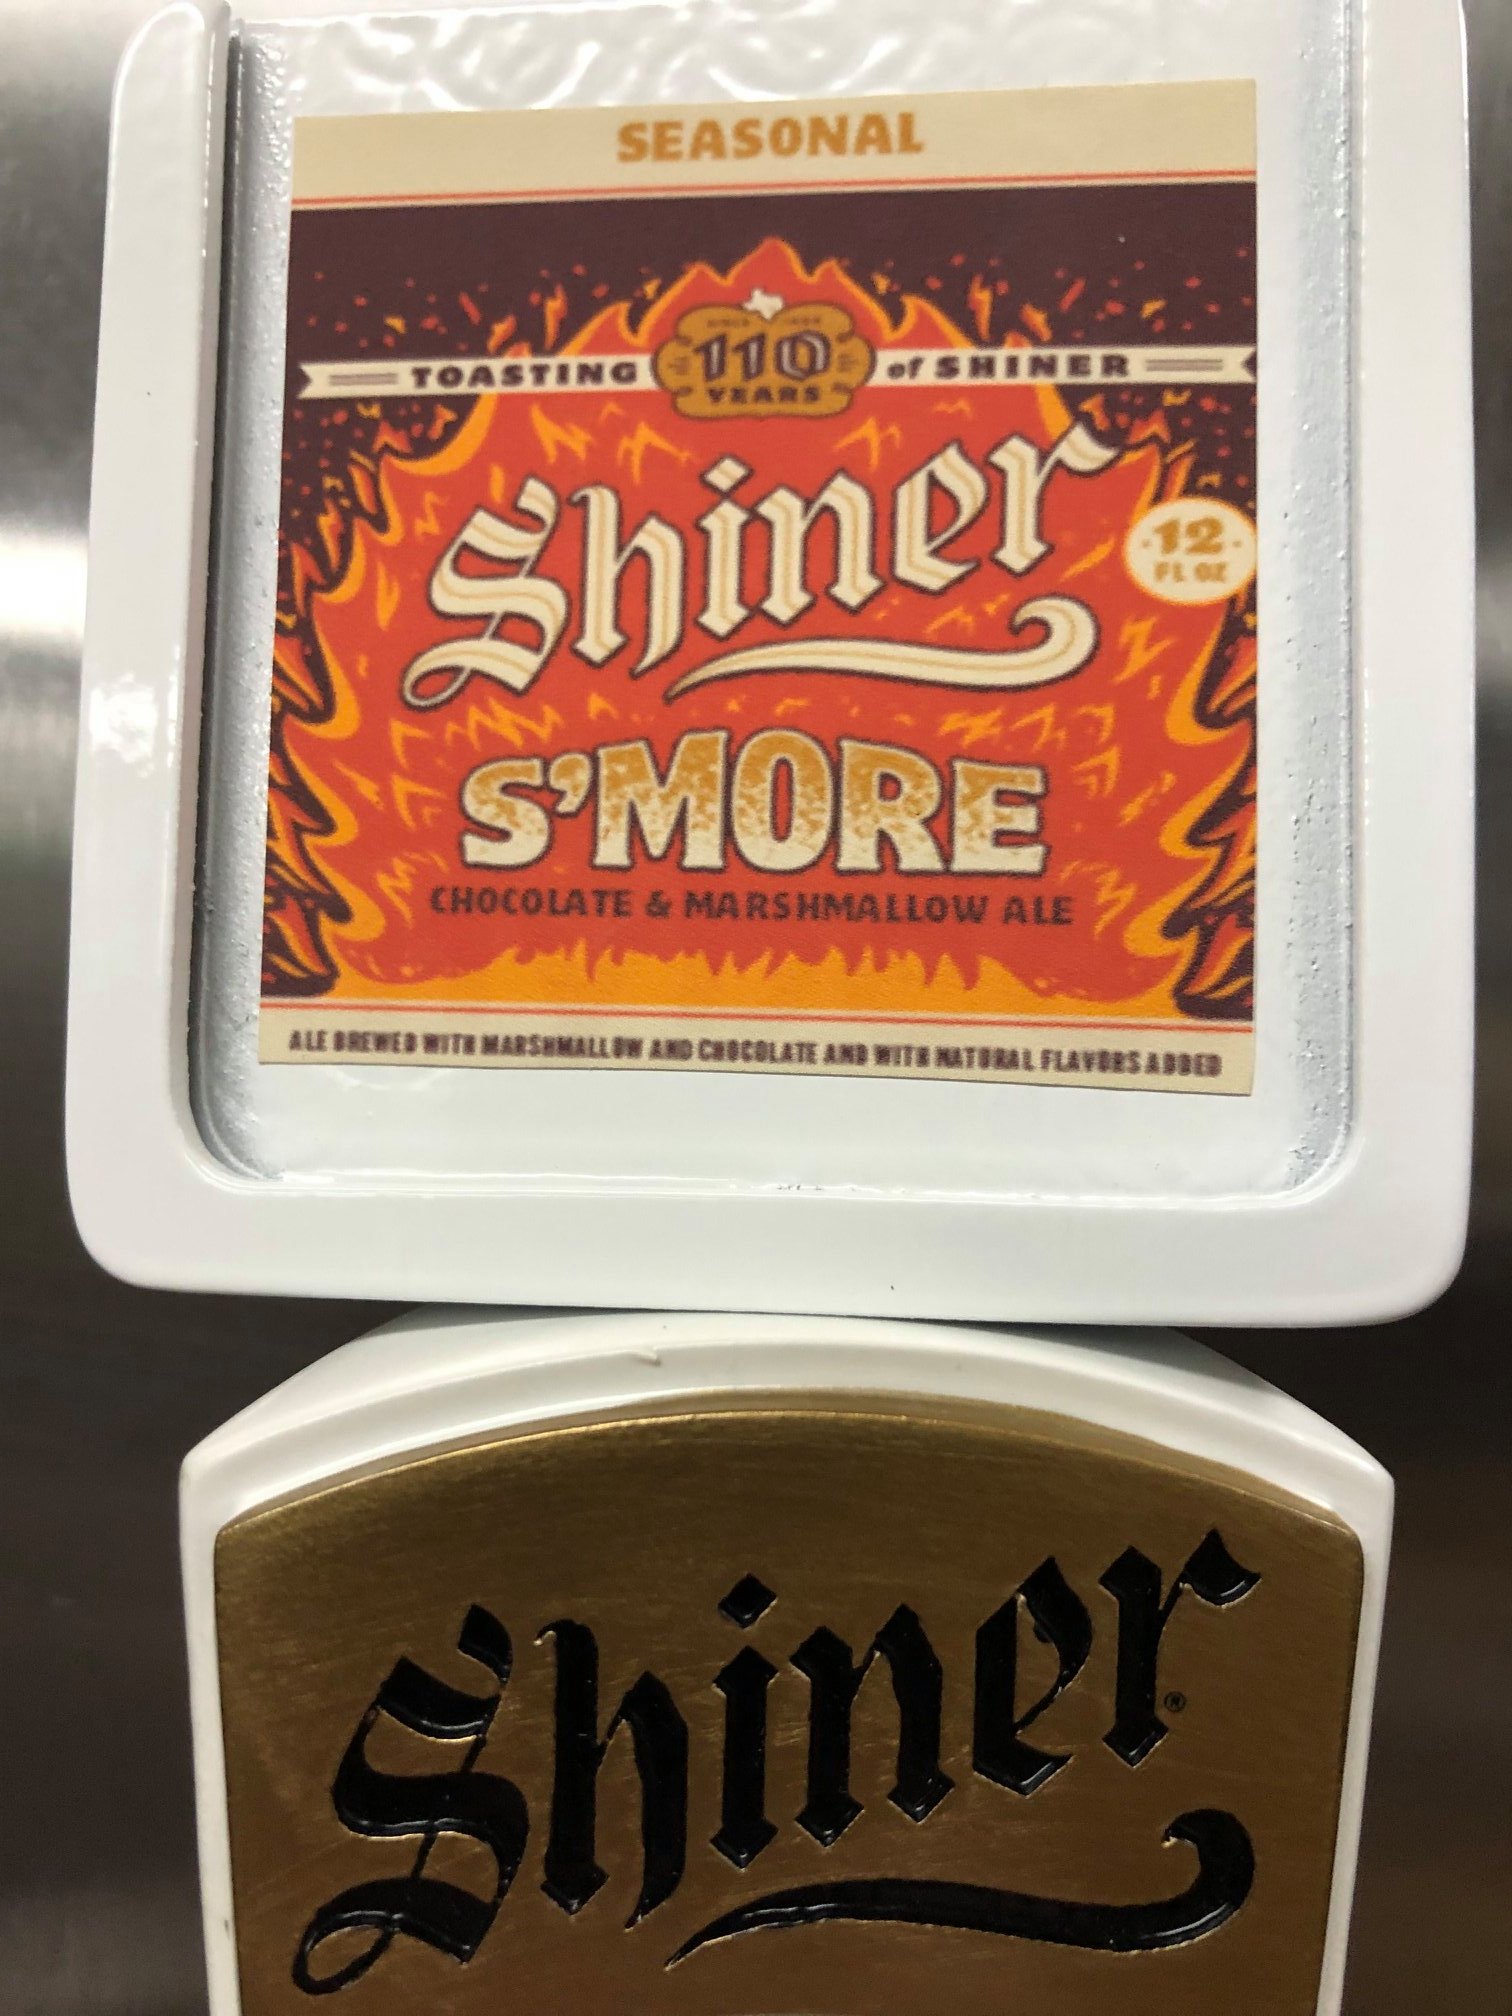 SEASONAL
TOASTING 110 YEARS of SHINER
Shiner
12
FL OZ
S'MORE
CHOCOLATE & MARSHMALLOW ALE
ALE BREWED WITH MARSHMALLOW AND CHOCOLATE AND WITH NATURAL FLAVORS ADDED
Shiner®